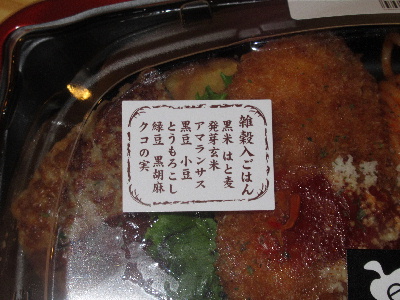 雑穀入ごはん
黒米 はと麦
発芽玄米
アマランサス
黒豆 小豆
とうもろこし
緑豆 黒胡麻
クコの実